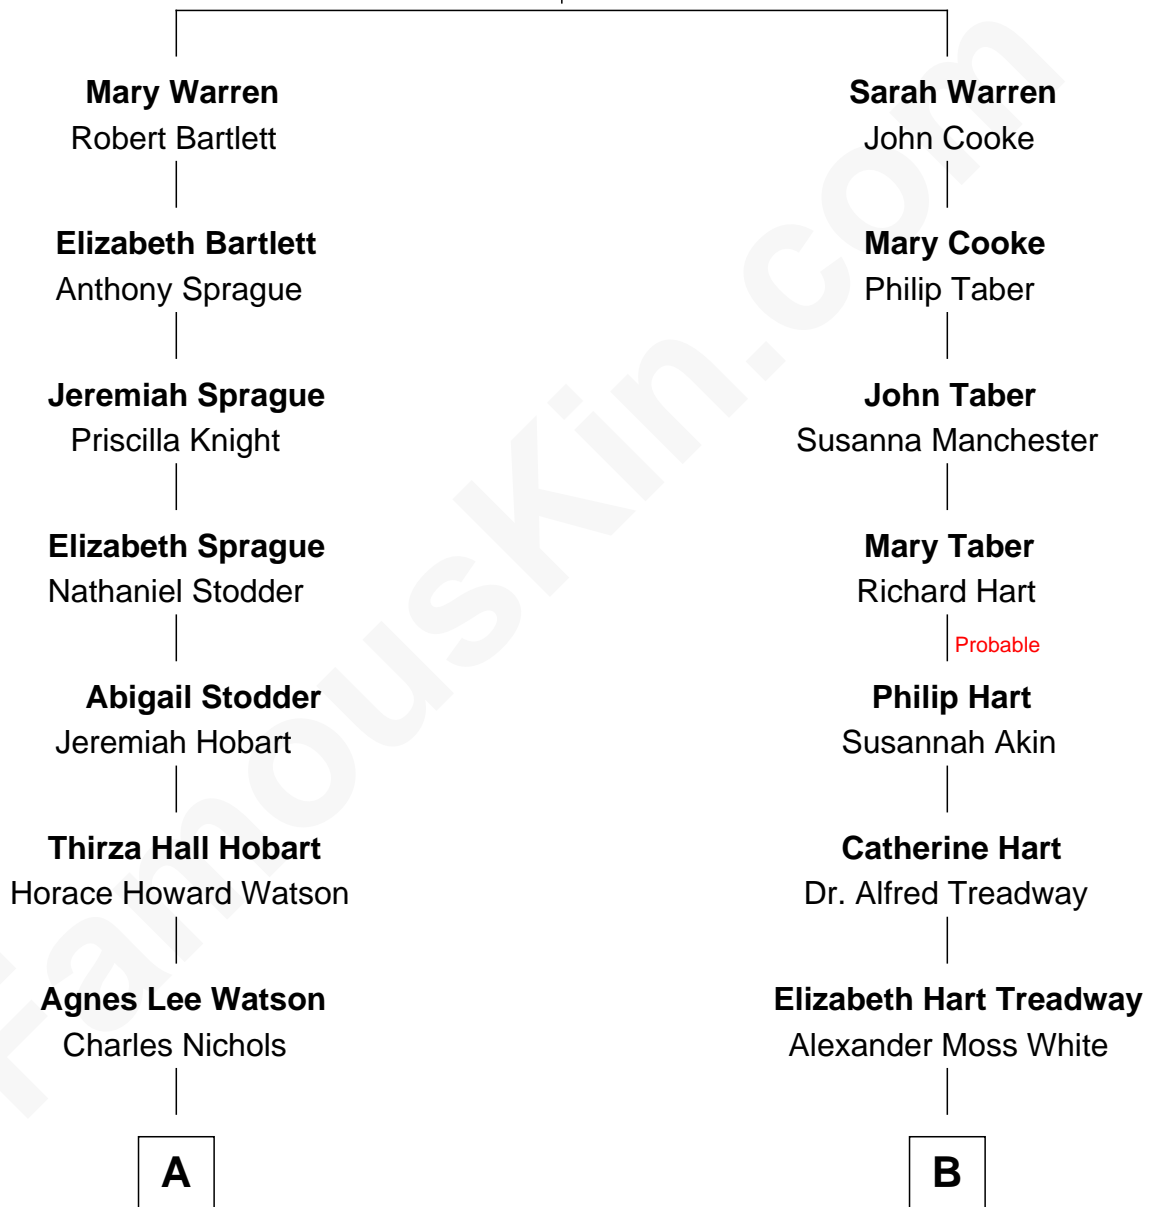 Mary Warren
Robert Bartlett
Elizabeth Bartlett
Anthony Sprague
Jeremiah Sprague
Priscilla Knight
Elizabeth Sprague
Nathaniel Stodder
Abigail Stodder
Jeremiah Hobart
Thirza Hall Hobart
Horace Howard Watson
Agnes Lee Watson
Charles Nichols
A
Sarah Warren
John Cooke
Mary Cooke
Philip Taber
John Taber
Susanna Manchester
Mary Taber
Richard Hart
Probable
Philip Hart
Susannah Akin
Catherine Hart
Dr. Alfred Treadway
Elizabeth Hart Treadway
Alexander Moss White
B
FamousKin.com